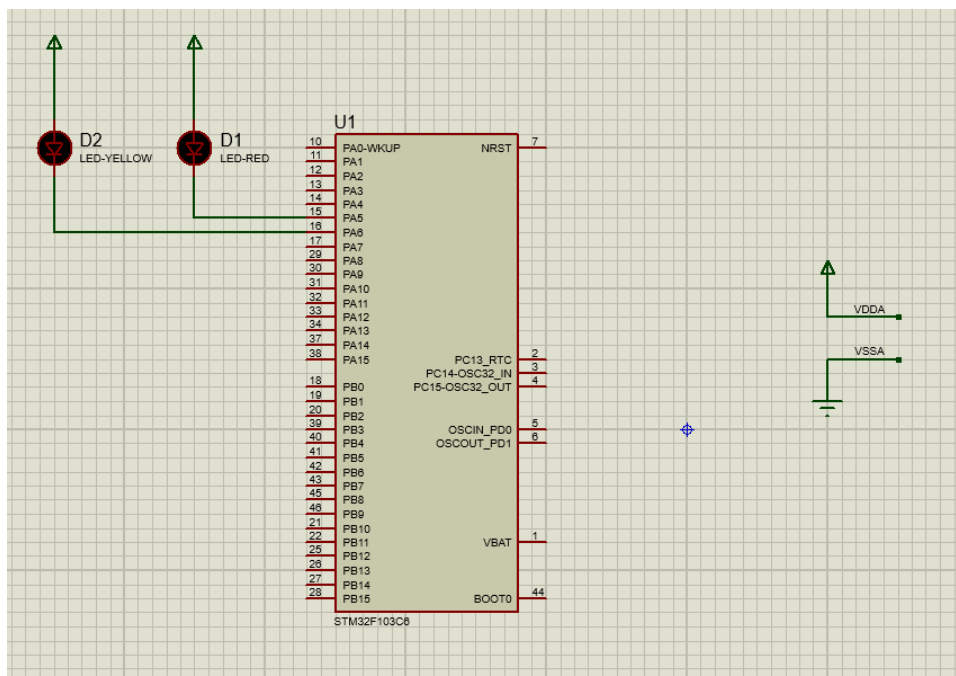 D2
LED-YELLOW
D1
LED-RED
U1
10 PA0-WKUP
11 PA1
12 PA2
13 PA3
14 PA4
15 PA5
16 PA6
17 PA7
29 PA8
30 PA9
31 PA10
32 PA11
33 PA12
34 PA13
37 PA14
38 PA15
18 PB0
19 PB1
20 PB2
39 PB3
40 PB4
41 PB5
42 PB6
43 PB7
45 PB8
46 PB9
21 PB10
22 PB11
25 PB12
26 PB13
27 PB14
28 PB15
NRST 7
PC13_RTC 2
PC14-OSC32_IN 3
PC15-OSC32_OUT 4
OSCIN_PD0 5
OSCOUT_PD1 6
VBAT 1
BOOT0 44
STM32F103C6
VDDA
VSSA